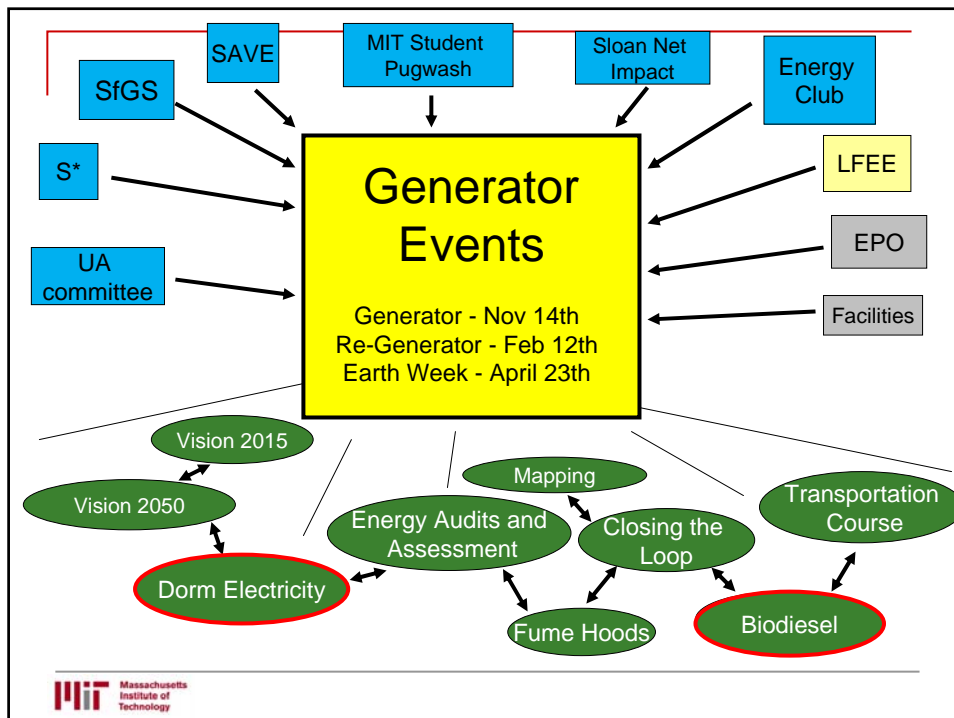 SAVE
MIT Student
Pugwash
Sloan Net
Impact
Energy
Club
SfGS
S*
LFEE
UA
committee
EPO
Facilities
Generator
Events
Generator - Nov 14th
Re-Generator - Feb 12th
Earth Week - April 23th
Vision 2015
Vision 2050
Mapping
Transportation
Course
Energy Audits and
Assessment
Closing the
Loop
Dorm Electricity
Fume Hoods
Biodiesel
MIT
Massachusetts
Institute of
Technology